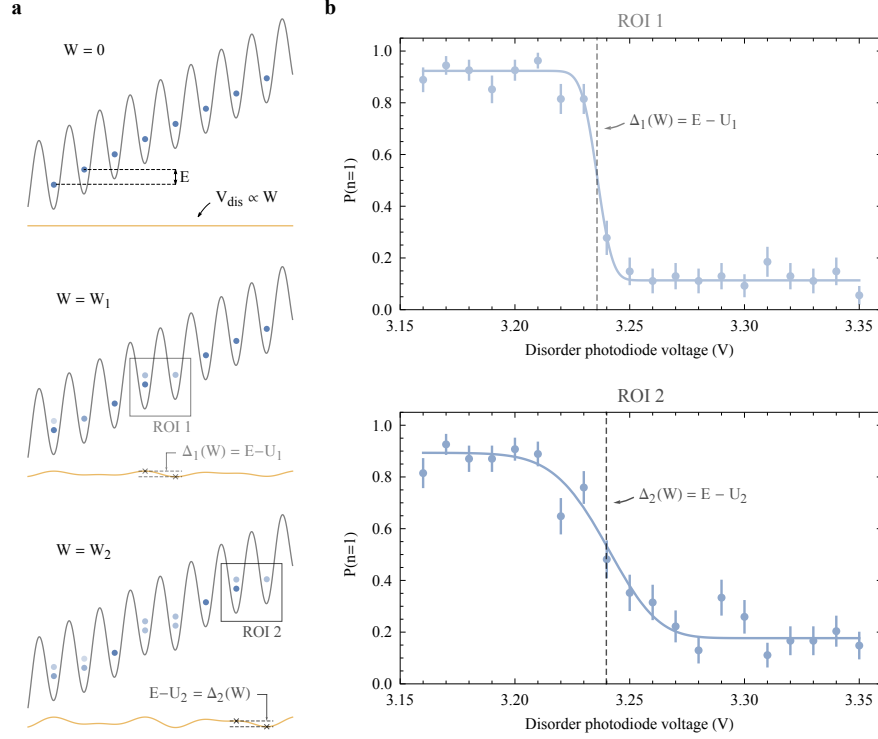 a
W = 0
E
V_dis ∝ W
W = W_1
ROI 1
Δ_1(W) = E−U_1
W = W_2
ROI 2
E−U_2 = Δ_2(W)
b
ROI 1
1.0
0.8
0.6
0.4
0.2
0.0
P(n=1)
Δ_1(W) = E − U_1
3.15
3.20
3.25
3.30
3.35
Disorder photodiode voltage (V)
ROI 2
1.0
0.8
0.6
0.4
0.2
0.0
P(n=1)
Δ_2(W) = E − U_2
3.15
3.20
3.25
3.30
3.35
Disorder photodiode voltage (V)